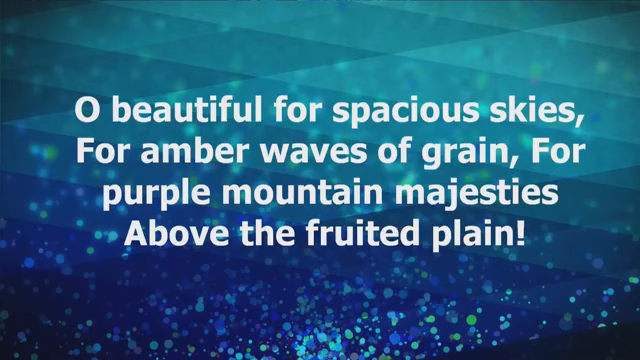 O beautiful for spacious skies,
For amber waves of grain, For
purple mountain majesties
Above the fruited plain!